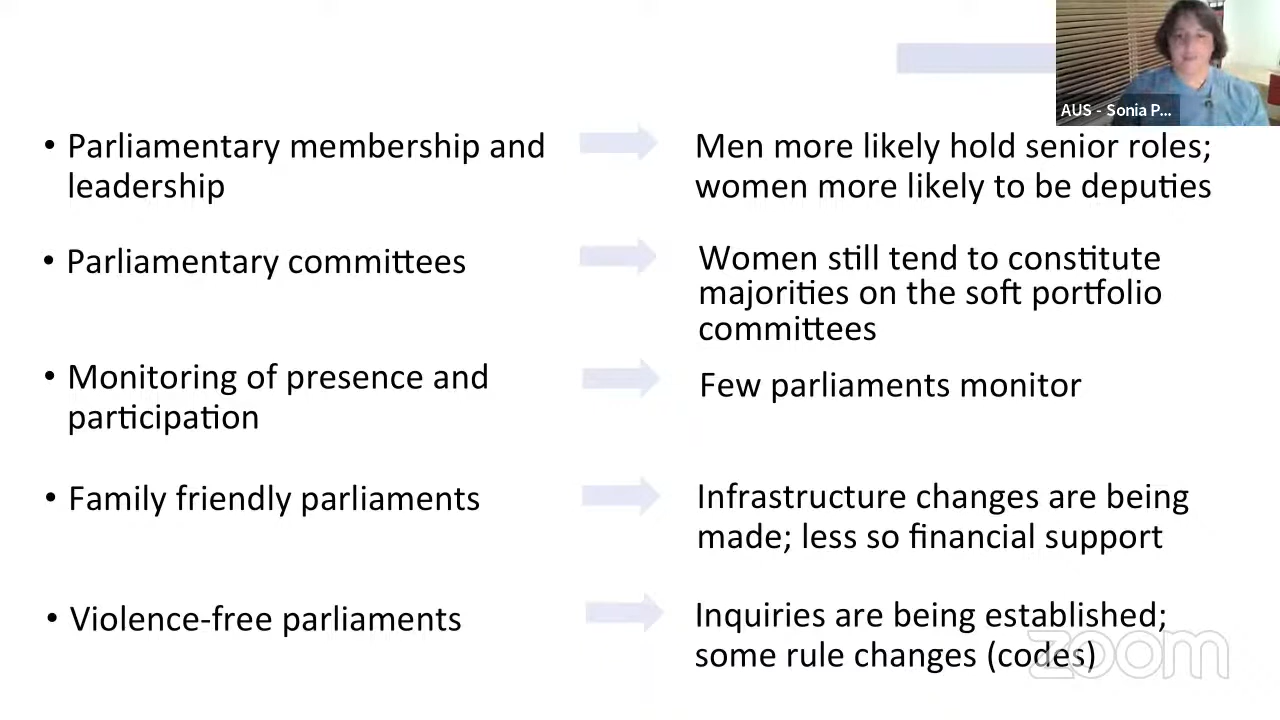 AUS - Sonia P...
• Parliamentary membership and
leadership
Men more likely hold senior roles;
women more likely to be deputies
• Parliamentary committees
Women still tend to constitute
majorities on the soft portfolio
committees
• Monitoring of presence and
participation
Few parliaments monitor
• Family friendly parliaments
Infrastructure changes are being
made; less so financial support
• Violence-free parliaments
Inquiries are being established;
some rule changes (codes)
zoom